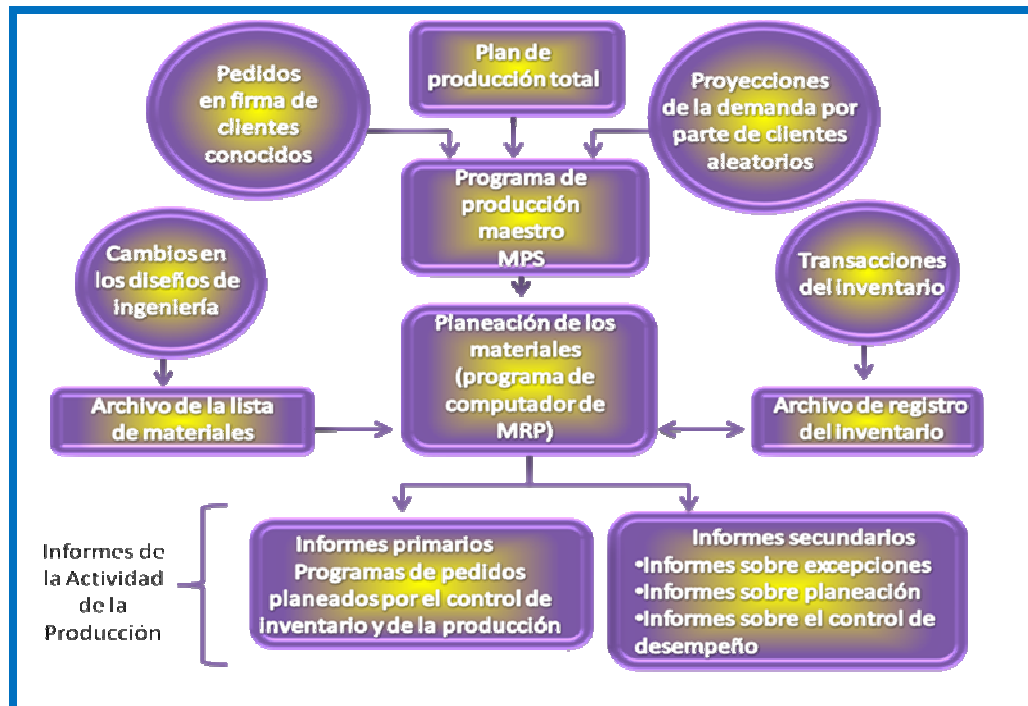 Pedidos
en firma de
clientes
conocidos
Plan de
producción total
Proyecciones
de la demanda por
parte de clientes
aleatorios
Programa de
producción
maestro
MPS
Cambios en
los diseños de
ingeniería
Transacciones
del inventario
Planeación de los
materiales
(programa de
computador de
MRP)
Archivo de la lista
de materiales
Archivo de registro
del inventario
Informes de
la Actividad
de la
Producción
Informes primarios
Programas de pedidos
planeados por el control de
inventario y de la producción
Informes secundarios
•Informes sobre excepciones
•Informes sobre planeación
•Informes sobre el control de
desempeño